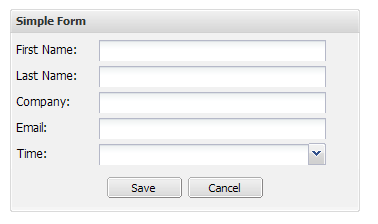 Simple Form
First Name:
Last Name:
Company:
Email:
Time:
Save Cancel